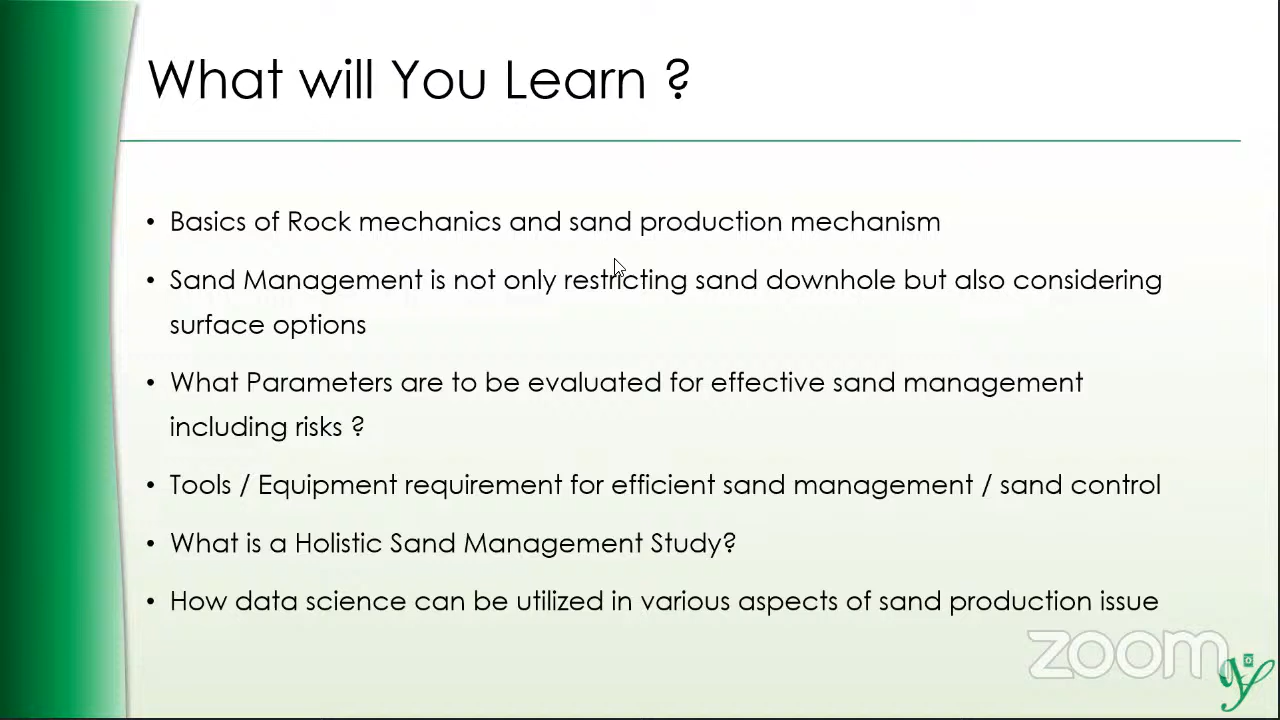 What will You Learn ?
• Basics of Rock mechanics and sand production mechanism
• Sand Management is not only restricting sand downhole but also considering
surface options
• What Parameters are to be evaluated for effective sand management
including risks ?
• Tools / Equipment requirement for efficient sand management / sand control
• What is a Holistic Sand Management Study?
• How data science can be utilized in various aspects of sand production issue
zoom